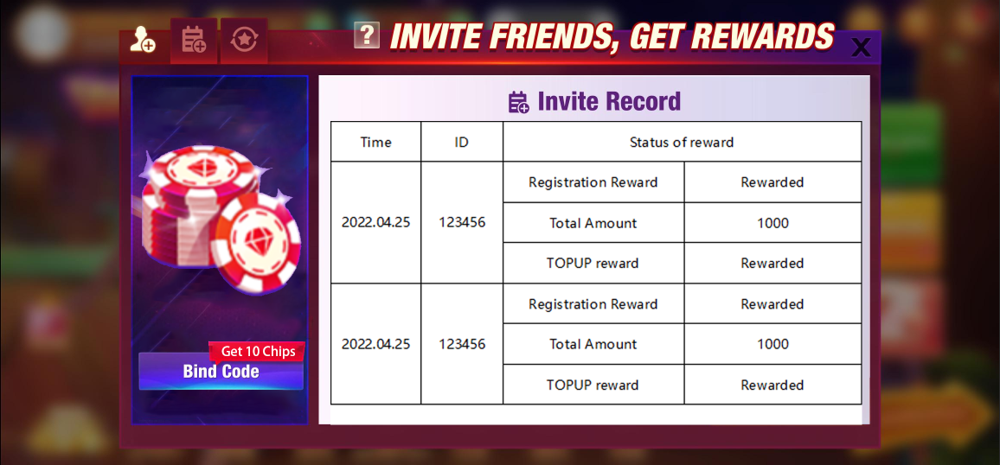 ? INVITE FRIENDS, GET REWARDS
X
Invite Record
Time ID Status of reward
2022.04.25 123456 Registration Reward Rewarded
Total Amount 1000
TOPUP reward Rewarded
2022.04.25 123456 Registration Reward Rewarded
Total Amount 1000
TOPUP reward Rewarded
Get 10 Chips
Bind Code